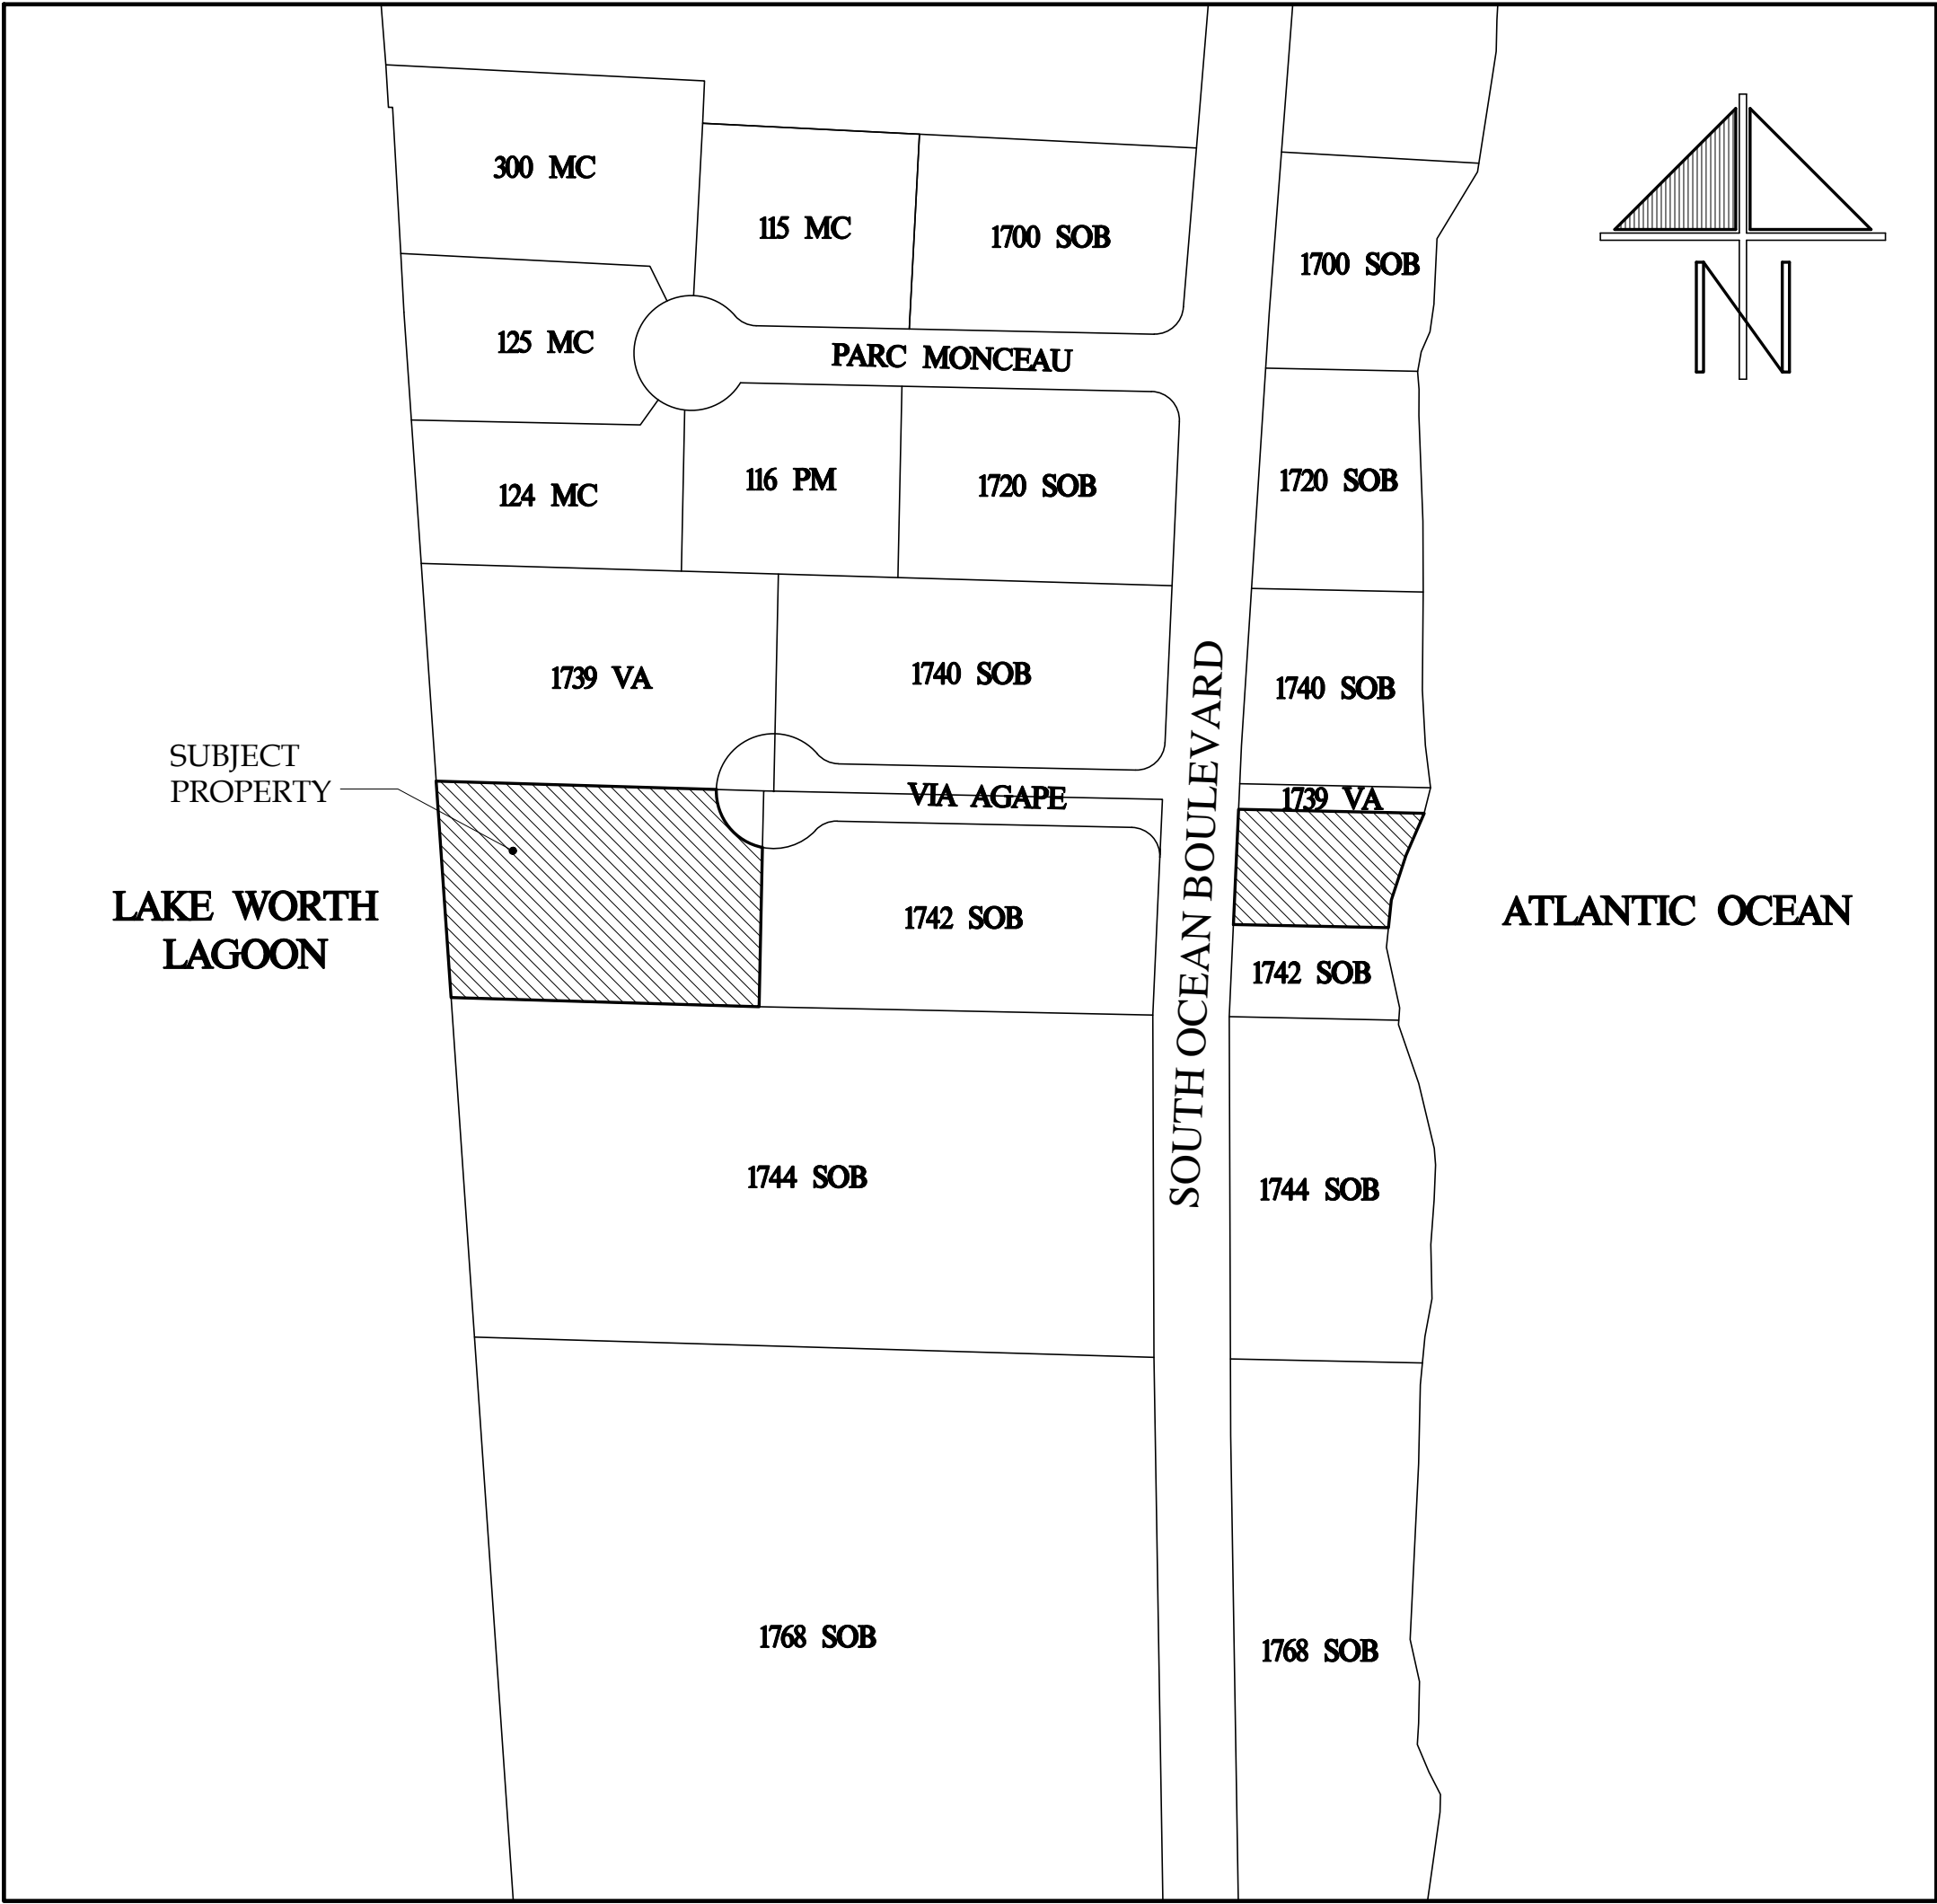 300 MC
115 MC
1700 SOB
1700 SOB
N
125 MC
PARC MONCEAU
124 MC
116 PM
1720 SOB
1720 SOB
1739 VA
1740 SOB
1740 SOB
SUBJECT
PROPERTY
VIA AGAPE
1739 VA
SOUTH OCEAN BOULEVARD
LAKE WORTH
LAGOON
1742 SOB
ATLANTIC OCEAN
1742 SOB
1744 SOB
1744 SOB
1768 SOB
1768 SOB